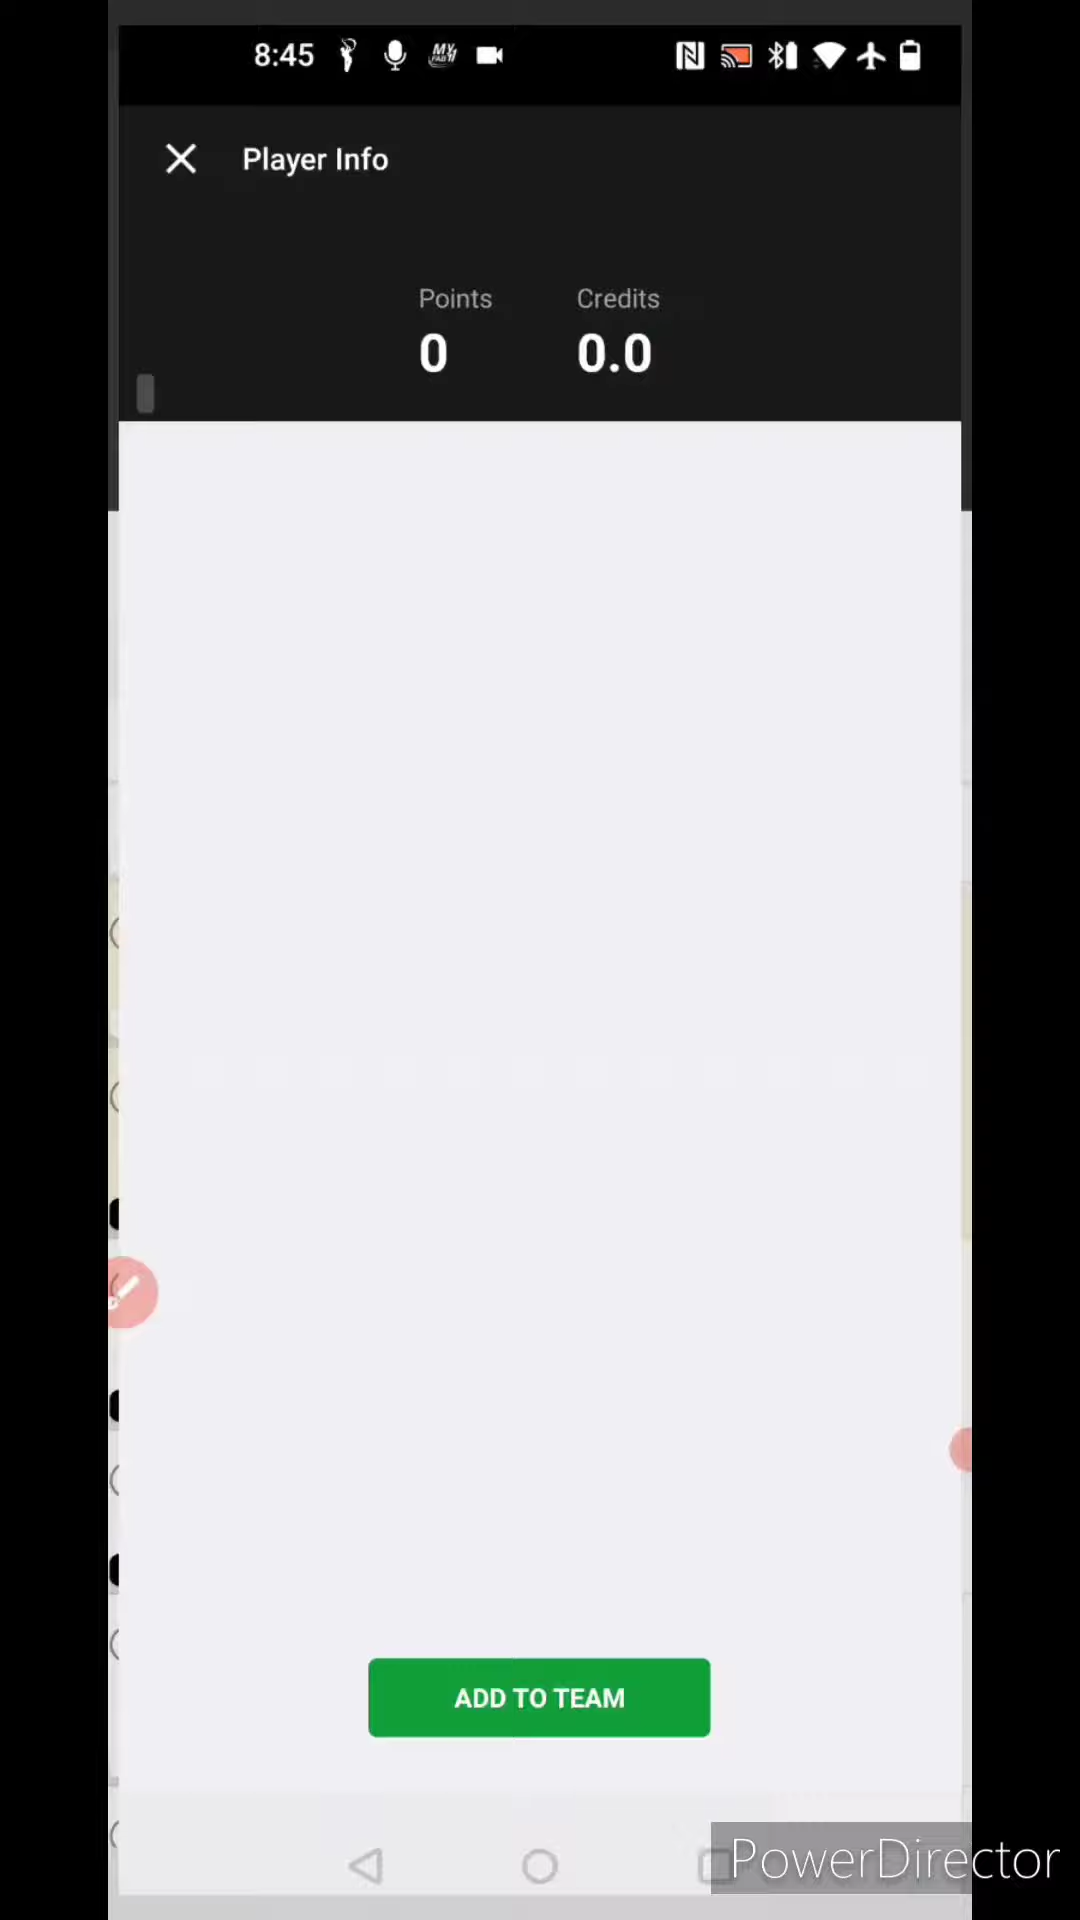 8:45
Player Info
Points Credits
0 0.0
ADD TO TEAM
PowerDirector